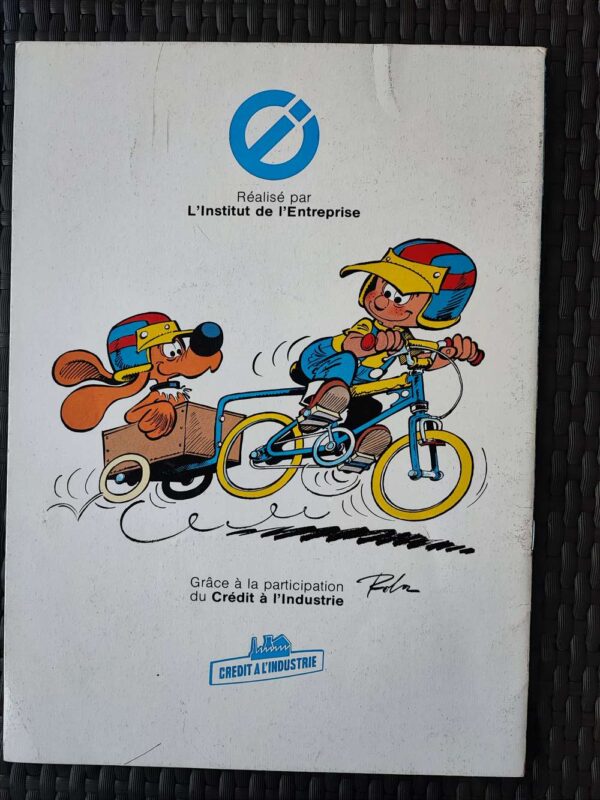 Réalisé par
L'Institut de l'Entreprise
Grâce à la participation
du Crédit à l'Industrie
Roba
CREDIT A L'INDUSTRIE